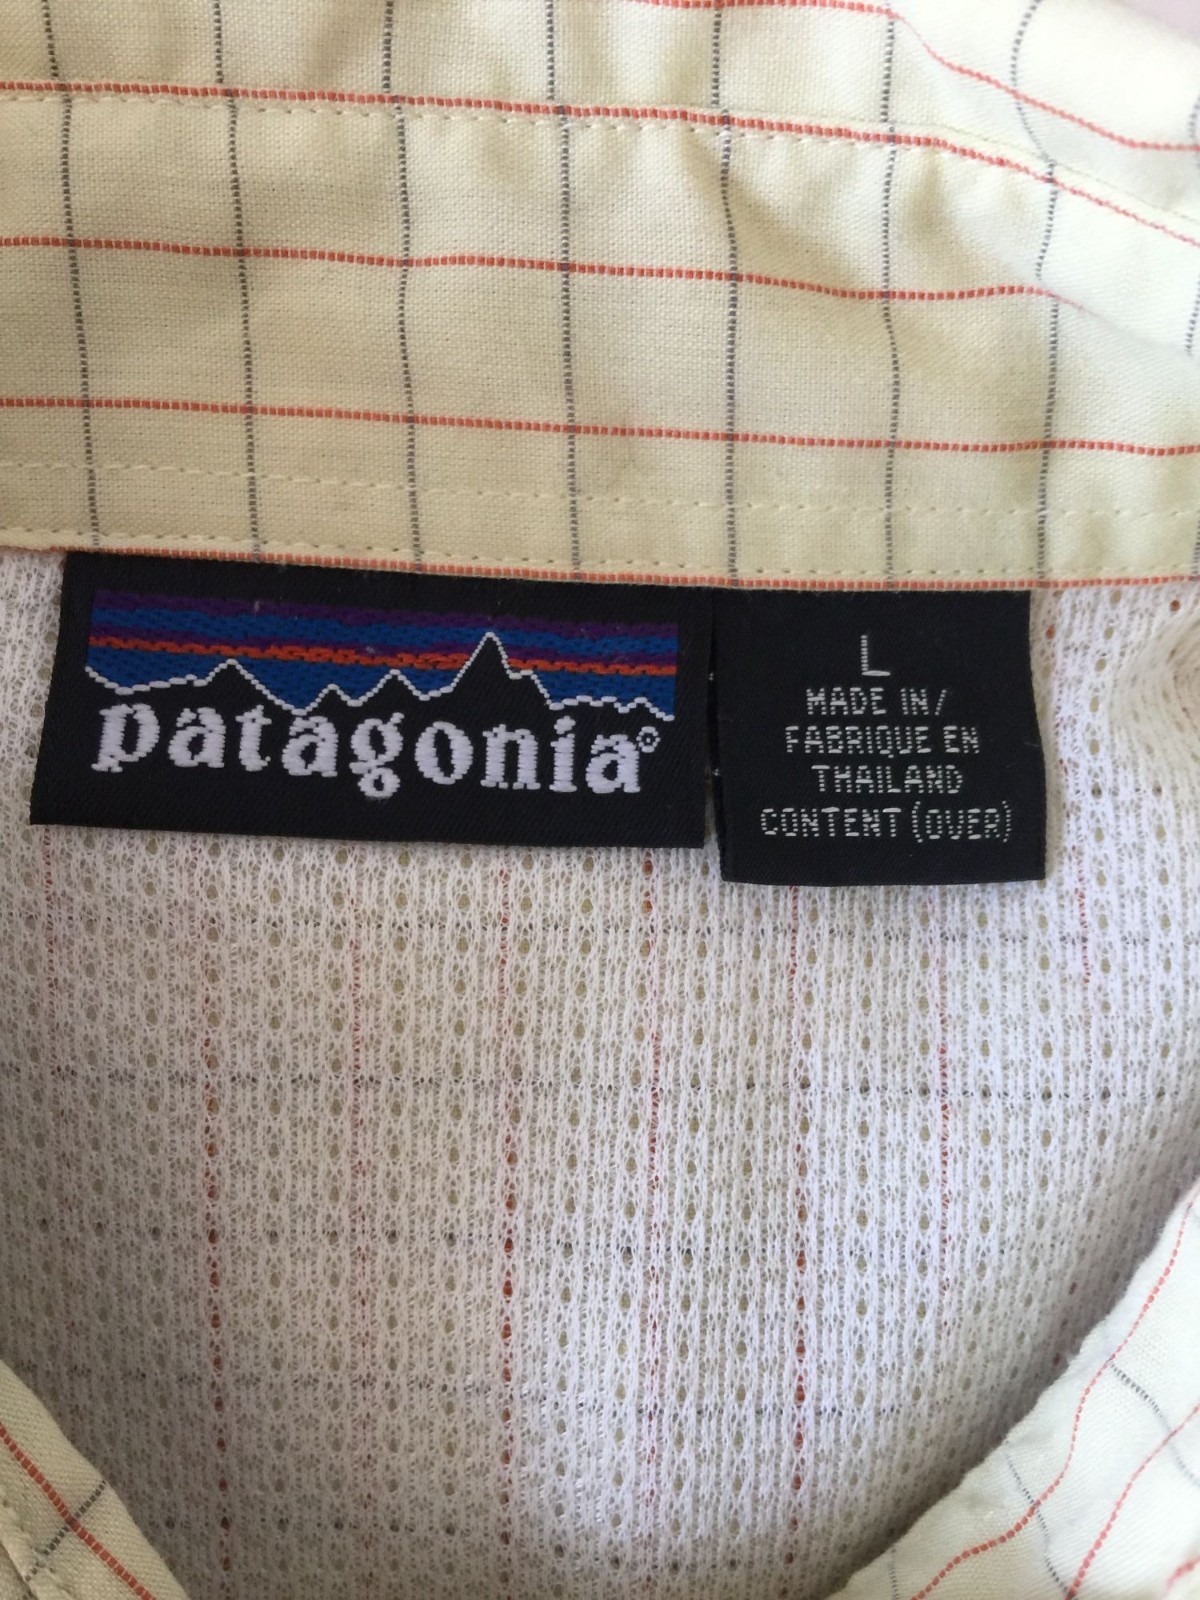 patagonia®
L
MADE IN/
FABRIQUE EN
THAILAND
CONTENT (OVER)